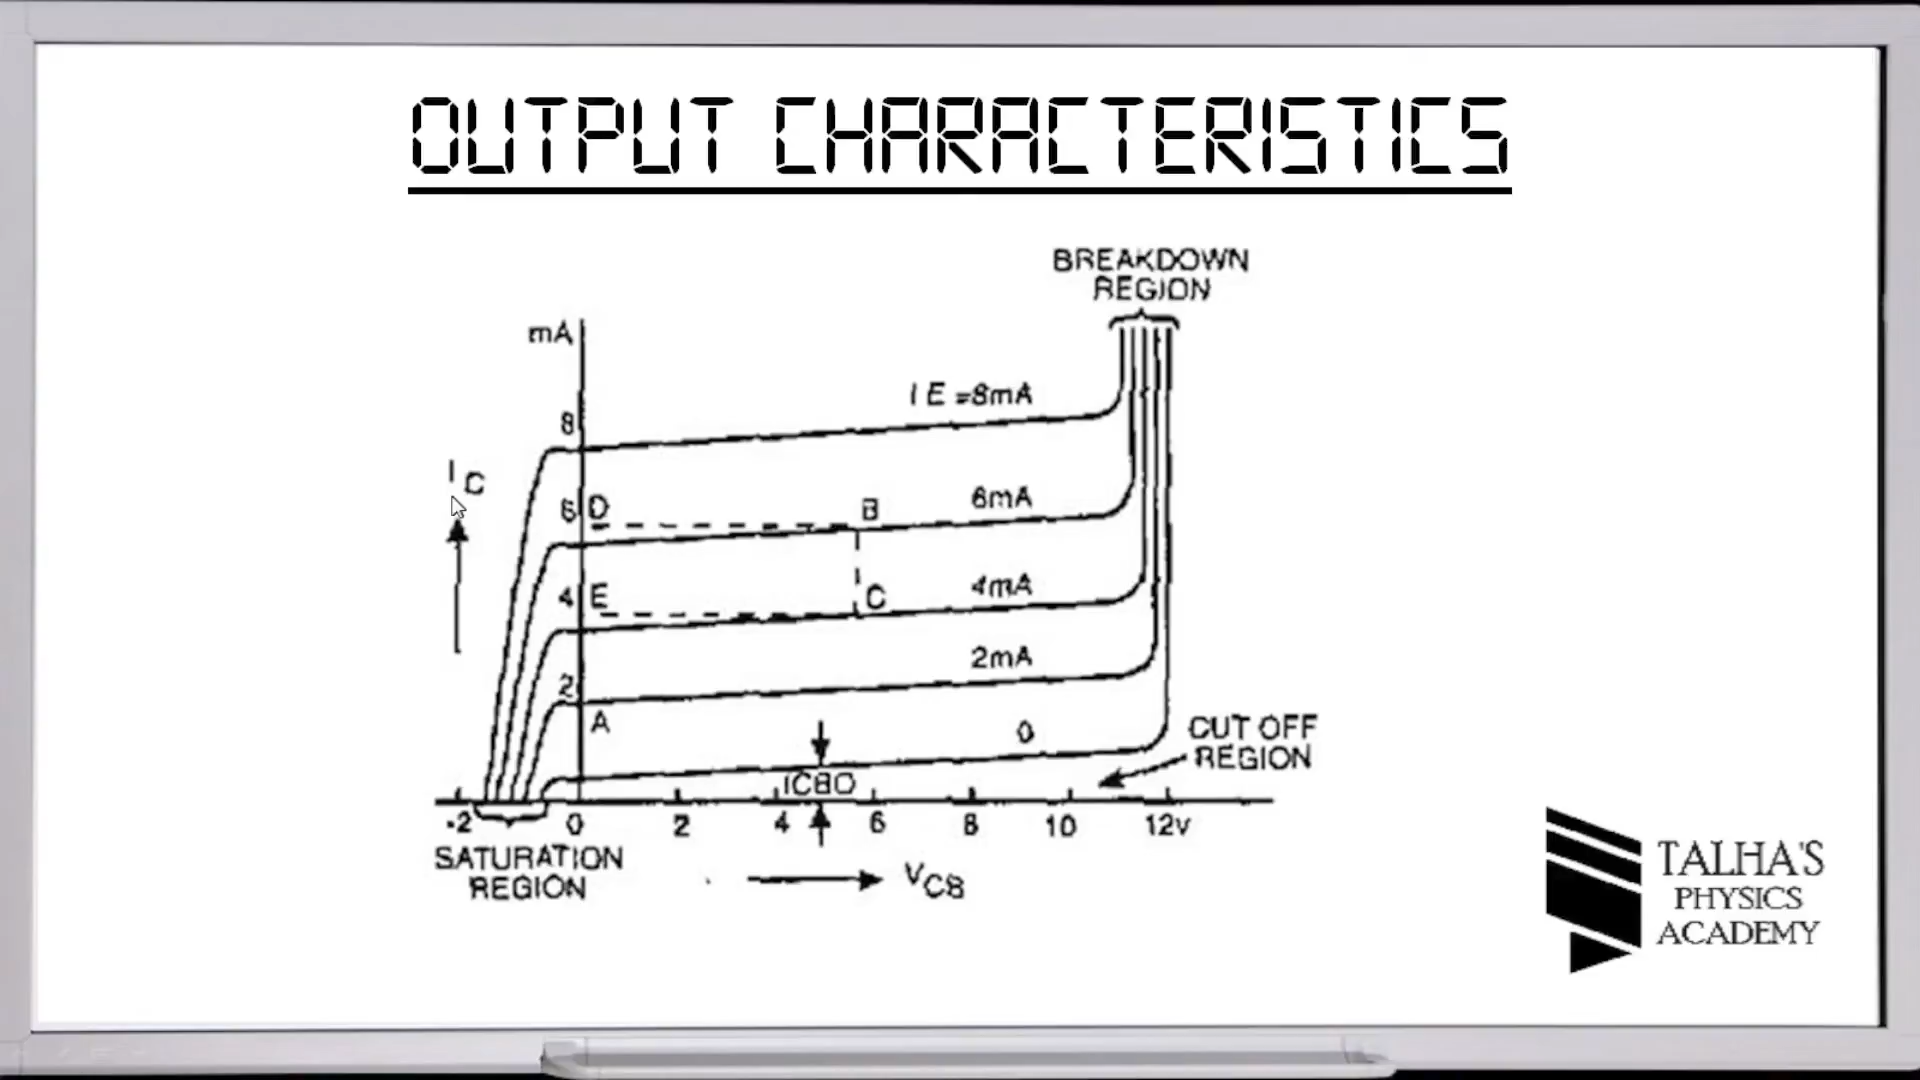 OUTPUT CHARACTERISTICS
BREAKDOWN
REGION
mA
I E =8mA
8
I C
6
D
B
6mA
4
E
C
4mA
2
2mA
A
0
CUT OFF
REGION
ICBO
-2
0
2
4
6
8
10
12v
SATURATION
REGION
VCB
TALHA'S
PHYSICS
ACADEMY